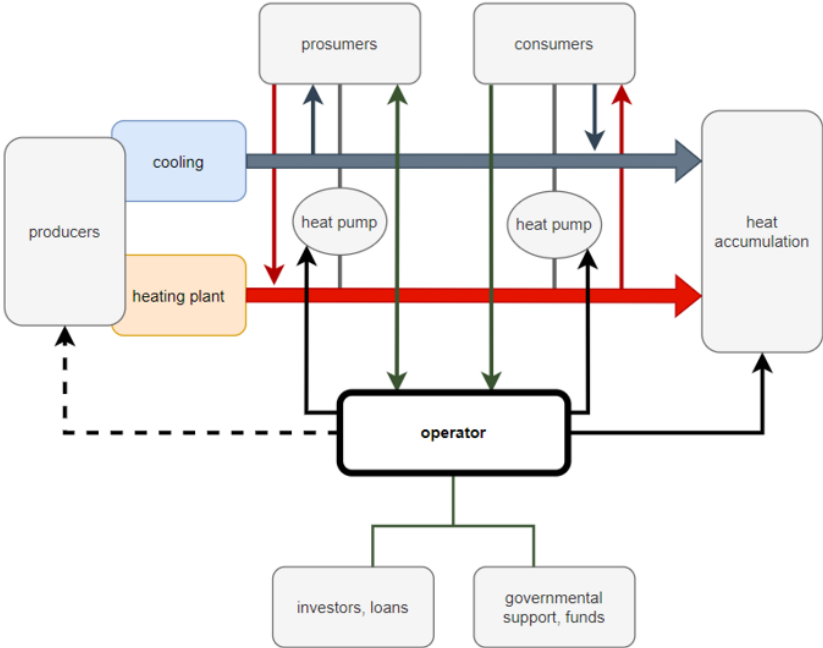 prosumers
consumers
cooling
producers
heat pump
heat pump
heat
accumulation
heating plant
operator
investors, loans
governmental
support, funds